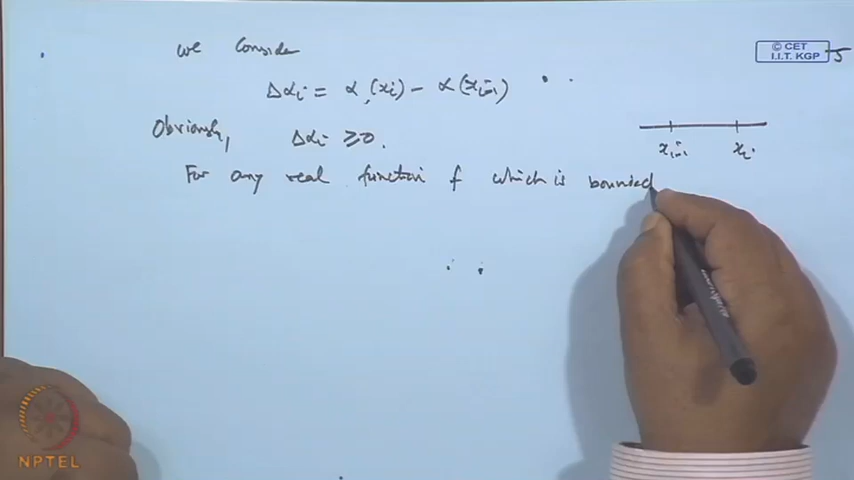 we consider
© CET
I.I.T. KGP
Δαᵢ = α(xᵢ) − α(xᵢ₋₁)
Obviously, Δαᵢ ≥ 0.
xᵢ₋₁ xᵢ
For any real function f which is bounded
NPTEL